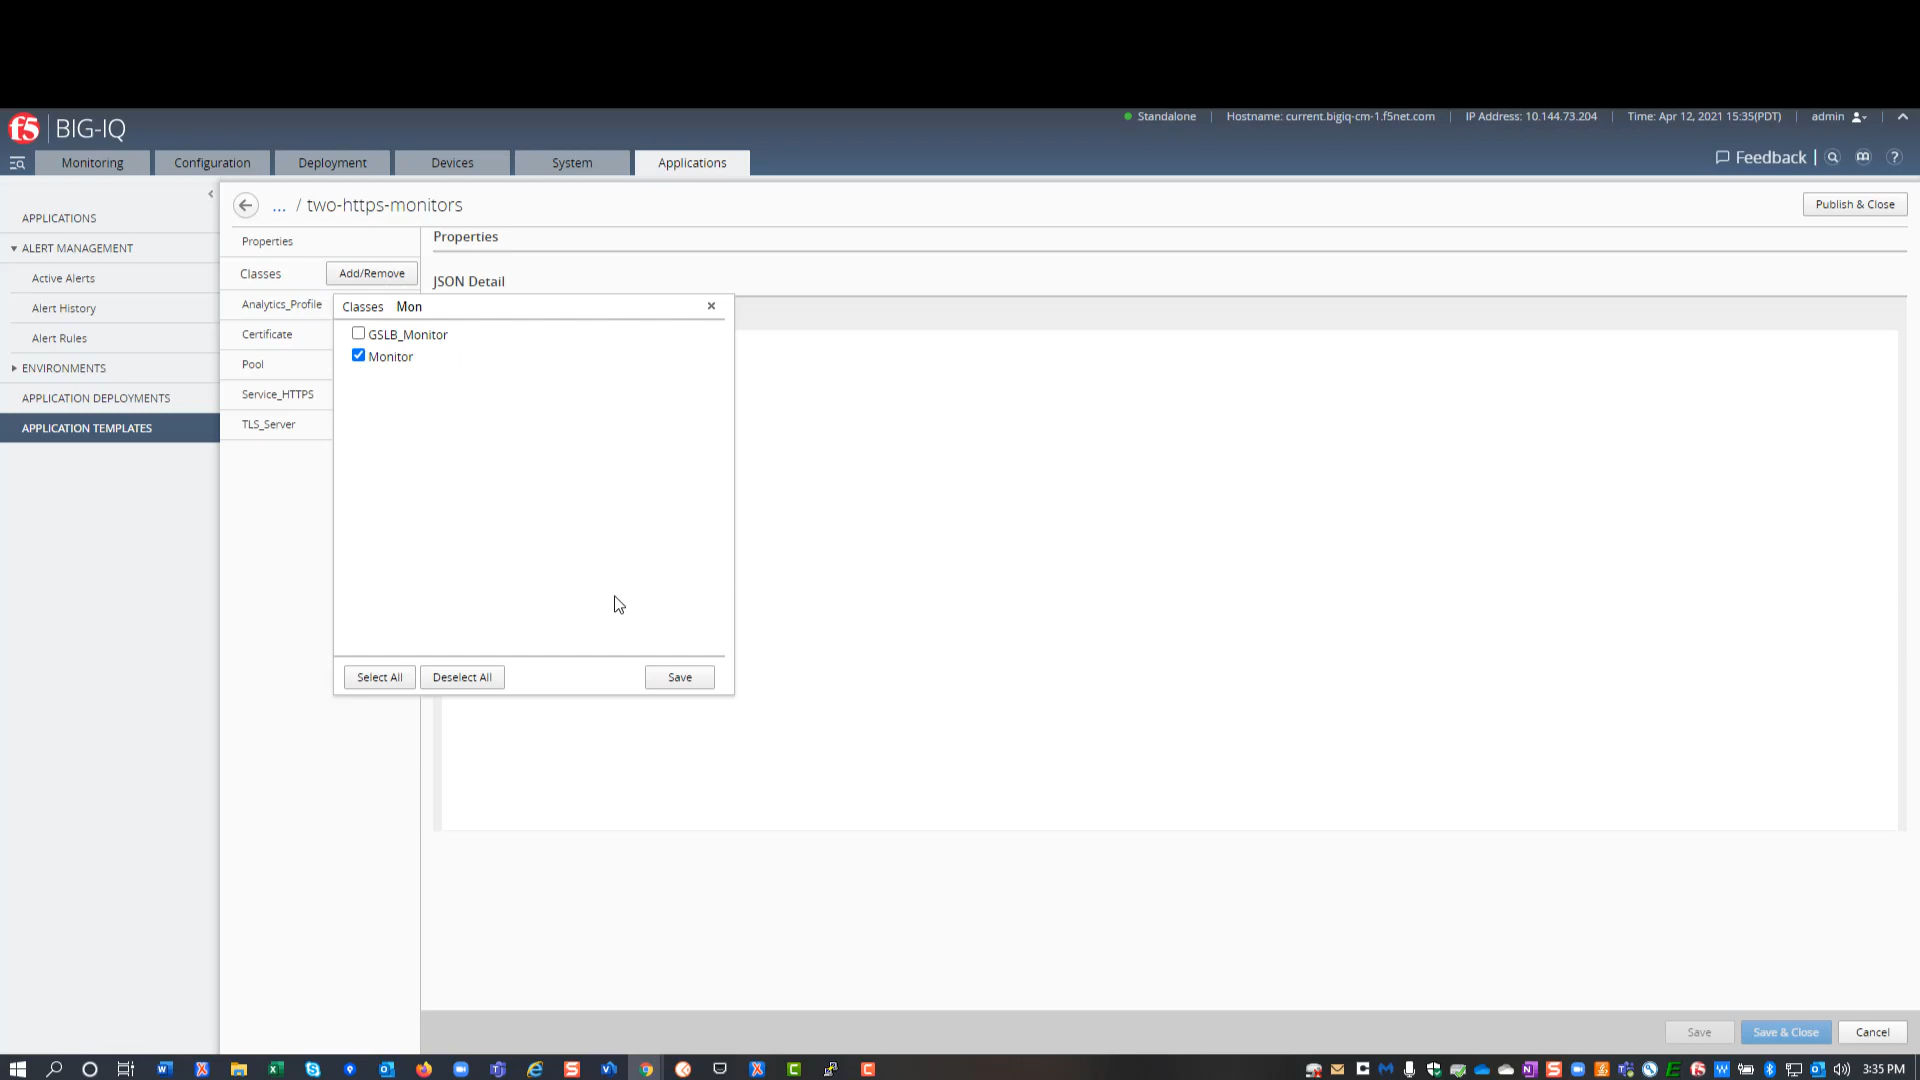 f5 BIG-IQ
Standalone
Hostname: current.bigiq-cm-1.f5net.com
IP Address: 10.144.73.204
Time: Apr 12, 2021 15:35(PDT)
admin
Monitoring
Configuration
Deployment
Devices
System
Applications
Feedback
?
APPLICATIONS
ALERT MANAGEMENT
Active Alerts
Alert History
Alert Rules
ENVIRONMENTS
APPLICATION DEPLOYMENTS
APPLICATION TEMPLATES
... / two-https-monitors
Publish & Close
Properties
Classes
Add/Remove
Analytics_Profile
Certificate
Pool
Service_HTTPS
TLS_Server
Properties
JSON Detail
Classes Mon
GSLB_Monitor
Monitor
Select All
Deselect All
Save
Save
Save & Close
Cancel
3:35 PM